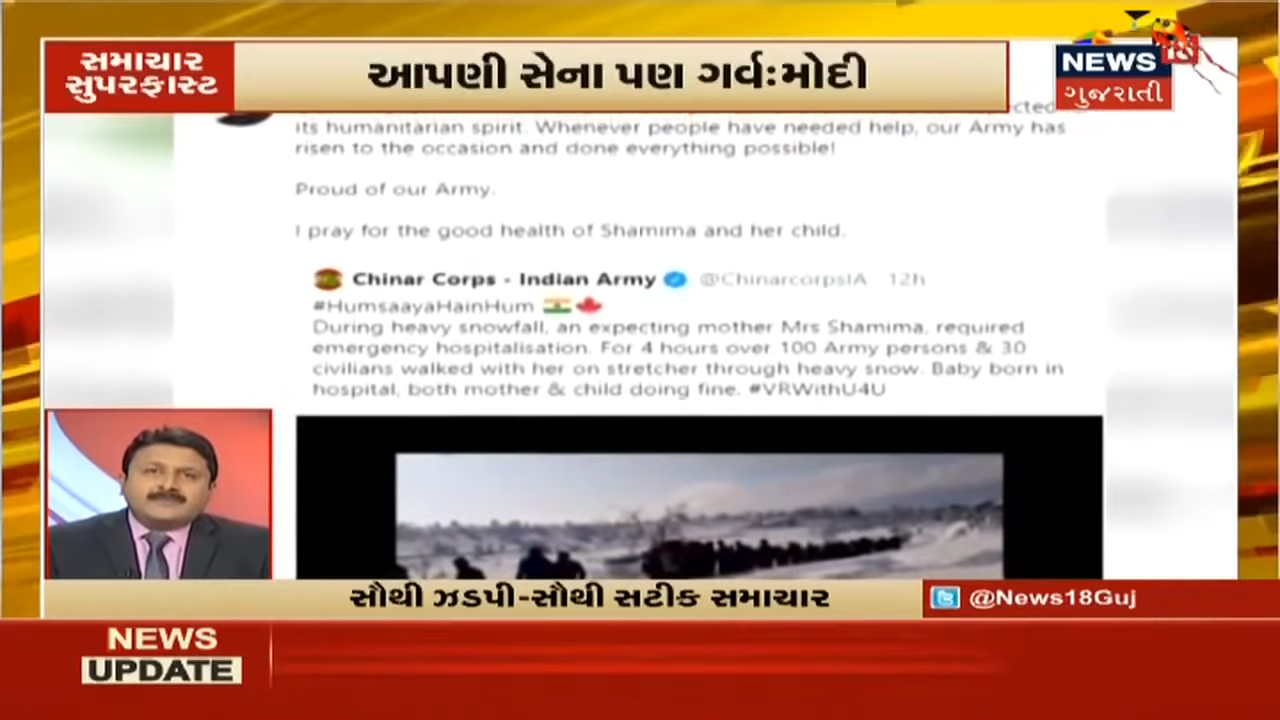 સમાચાર
સુપરફાસ્ટ
આપણી સેના પણ ગર્વઃમોદી
NEWS 18
ગુજરાતી
its humanitarian spirit. Whenever people have needed help, our Army has
risen to the occasion and done everything possible!
Proud of our Army.
I pray for the good health of Shamima and her child.
Chinar Corps - Indian Army @ChinarcorpsIA 12h
#HumsaayaHainHum
During heavy snowfall, an expecting mother Mrs Shamima, required
emergency hospitalisation. For 4 hours over 100 Army persons & 30
civilians walked with her on stretcher through heavy snow. Baby born in
hospital, both mother & child doing fine. #VRWithU4U
સૌથી ઝડપી-સૌથી સટીક સમાચાર
@News18Guj
NEWS
UPDATE